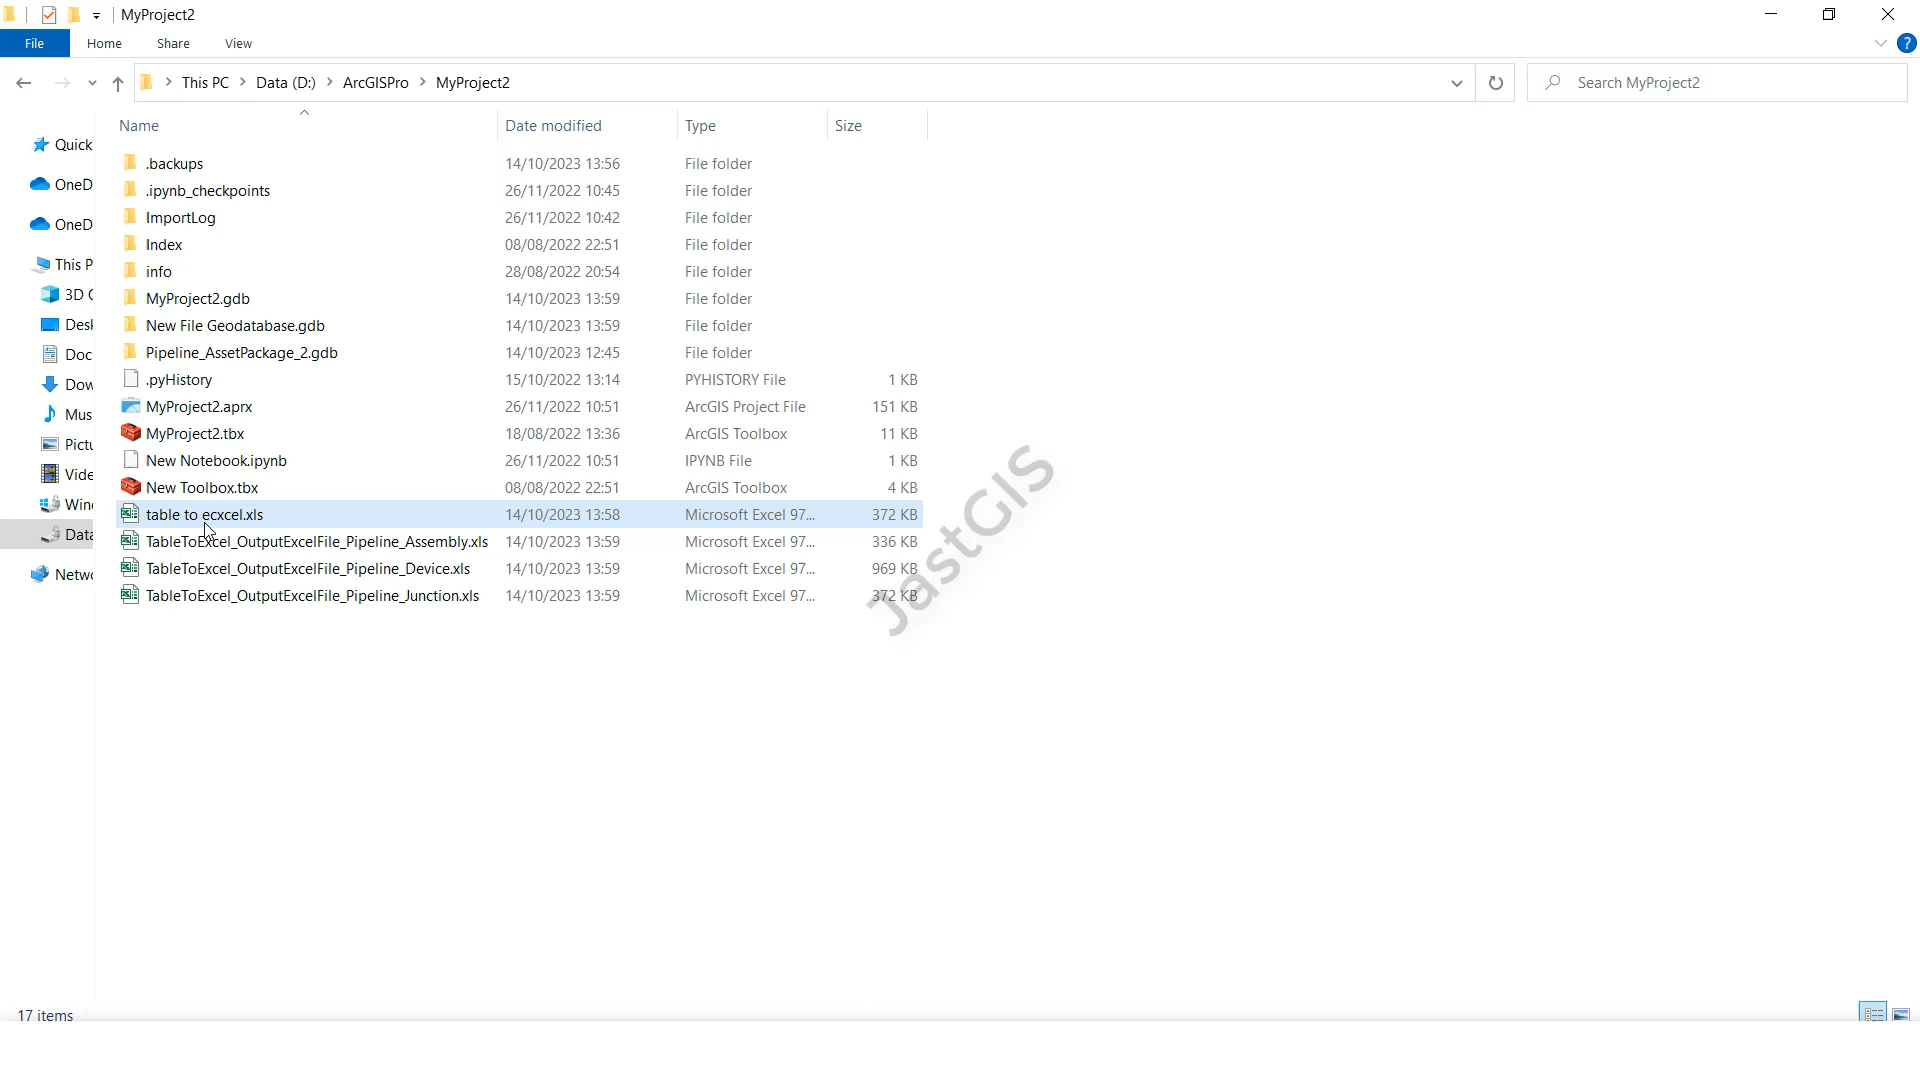 MyProject2
File Home Share View
This PC Data (D:) ArcGISPro MyProject2 Search MyProject2
Name Date modified Type Size
Quick
OneD
OneD
This P
3D
Desk
Doc
Dow
Mus
Pictu
Vide
Win
Data
Netwo
.backups 14/10/2023 13:56 File folder
.ipynb_checkpoints 26/11/2022 10:45 File folder
ImportLog 26/11/2022 10:42 File folder
Index 08/08/2022 22:51 File folder
info 28/08/2022 20:54 File folder
MyProject2.gdb 14/10/2023 13:59 File folder
New File Geodatabase.gdb 14/10/2023 13:59 File folder
Pipeline_AssetPackage_2.gdb 14/10/2023 12:45 File folder
.pyHistory 15/10/2022 13:14 PYHISTORY File 1 KB
MyProject2.aprx 26/11/2022 10:51 ArcGIS Project File 151 KB
MyProject2.tbx 18/08/2022 13:36 ArcGIS Toolbox 11 KB
New Notebook.ipynb 26/11/2022 10:51 IPYNB File 1 KB
New Toolbox.tbx 08/08/2022 22:51 ArcGIS Toolbox 4 KB
table to ecxcel.xls 14/10/2023 13:58 Microsoft Excel 97... 372 KB
TableToExcel_OutputExcelFile_Pipeline_Assembly.xls 14/10/2023 13:59 Microsoft Excel 97... 336 KB
TableToExcel_OutputExcelFile_Pipeline_Device.xls 14/10/2023 13:59 Microsoft Excel 97... 969 KB
TableToExcel_OutputExcelFile_Pipeline_Junction.xls 14/10/2023 13:59 Microsoft Excel 97... 372 KB
JastGIS
17 items